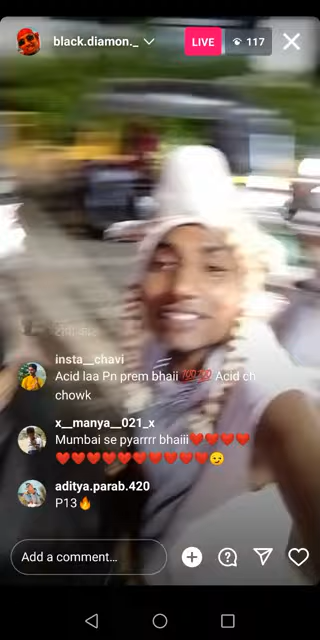 black.diamon._
LIVE
117
टोपी काढ
insta__chavi
Acid laa Pn prem bhaii💯💯 Acid ch
chowk
x__manya__021_x
Mumbai se pyarrrr bhaiii❤️❤️❤️❤️
❤️❤️❤️❤️❤️❤️❤️❤️❤️❤️😏
aditya.parab.420
P13🔥
Add a comment...